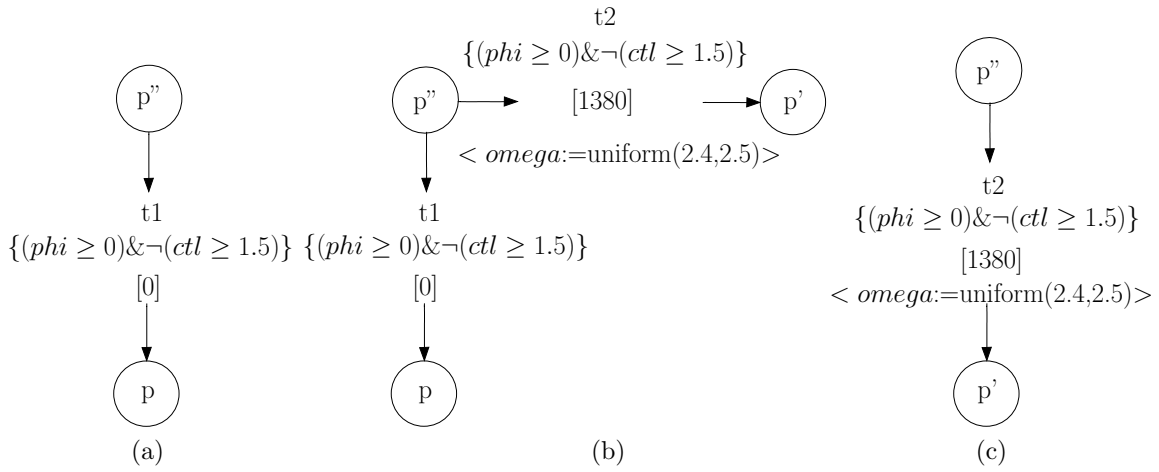 p”
t1
{(phi ≥ 0)&¬(ctl ≥ 1.5)}
[0]
p
(a)
t2
{(phi ≥ 0)&¬(ctl ≥ 1.5)}
p”
[1380]
p’
< omega:=uniform(2.4,2.5)>
t1
{(phi ≥ 0)&¬(ctl ≥ 1.5)}
[0]
p
(b)
p”
t2
{(phi ≥ 0)&¬(ctl ≥ 1.5)}
[1380]
< omega:=uniform(2.4,2.5)>
p’
(c)